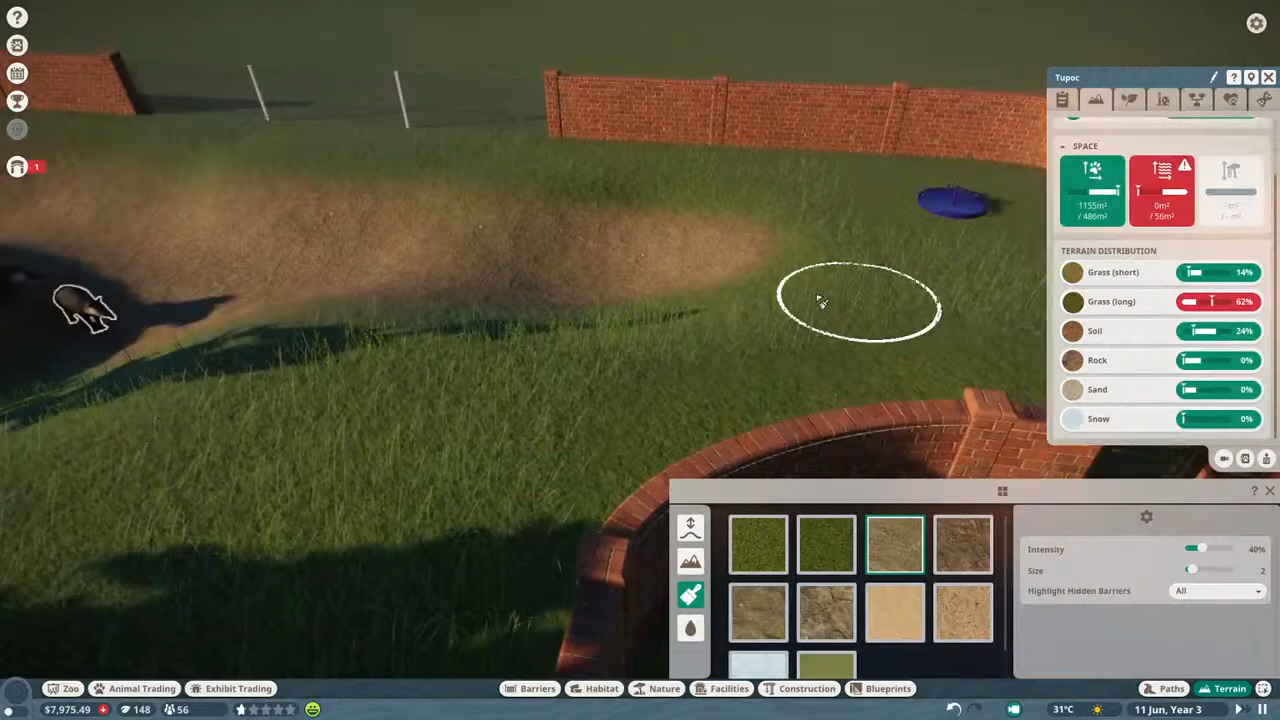 ?
1
Tupoc
?
SPACE
1155m²
/ 486m²
0m²
/ 56m²
- m²
/ - m²
TERRAIN DISTRIBUTION
Grass (short) 14%
Grass (long) 62%
Soil 24%
Rock 0%
Sand 0%
Snow 0%
?
Intensity 40%
Size 2
Highlight Hidden Barriers All
Zoo Animal Trading Exhibit Trading Barriers Habitat Nature Facilities Construction Blueprints Paths Terrain
$7,975.49 148 56 31°C 11 Jun, Year 3